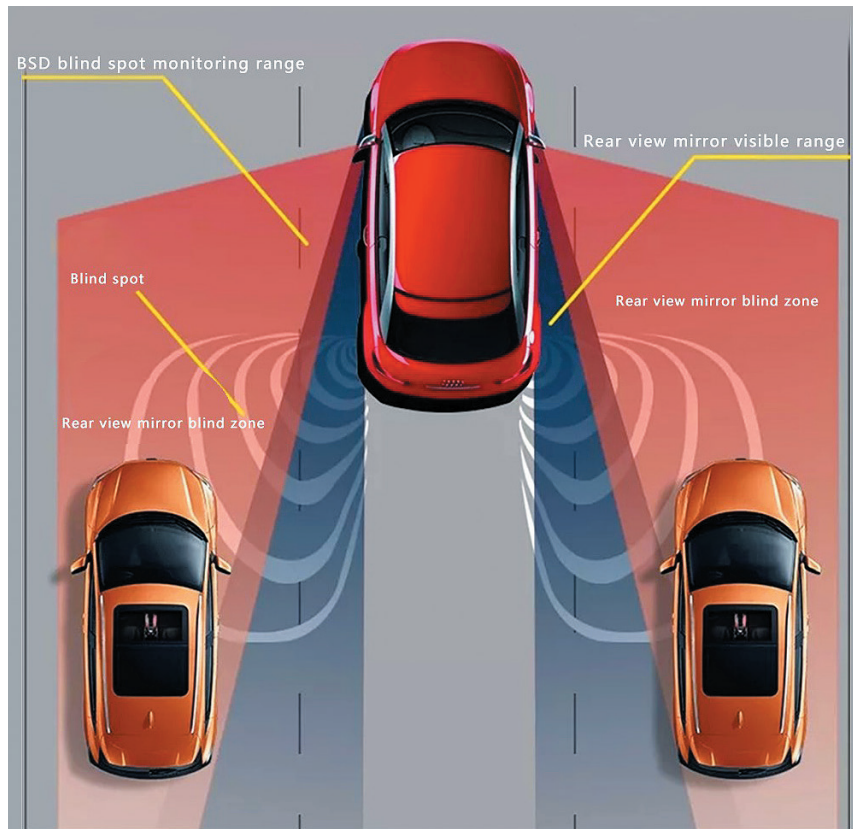 BSD blind spot monitoring range
Rear view mirror visible range
Blind spot
Rear view mirror blind zone
Rear view mirror blind zone